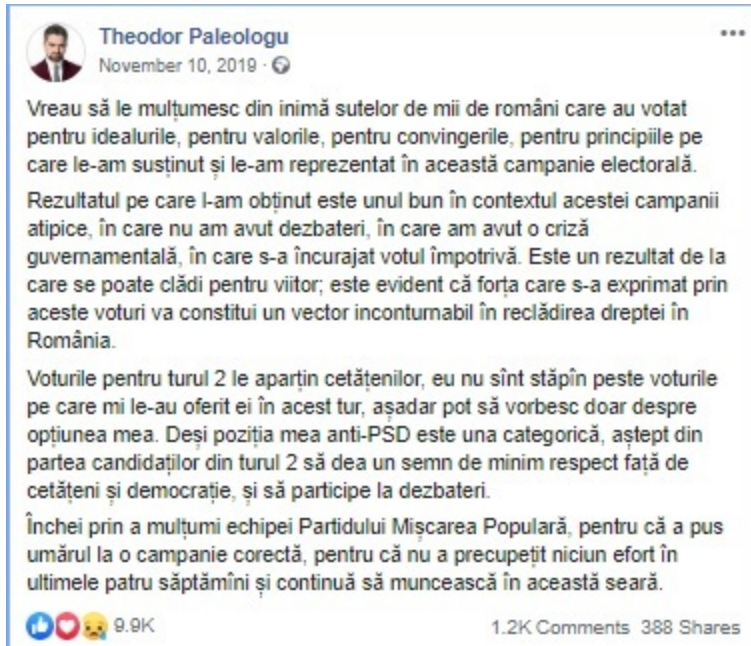 Theodor Paleologu
November 10, 2019 ·
Vreau să le mulțumesc din inimă sutelor de mii de români care au votat
pentru idealurile, pentru valorile, pentru convingerile, pentru principiile pe
care le-am susținut și le-am reprezentat în această campanie electorală.
Rezultatul pe care l-am obținut este unul bun în contextul acestei campanii
atipice, în care nu am avut dezbateri, în care am avut o criză
guvernamentală, în care s-a încurajat votul împotrivă. Este un rezultat de la
care se poate clădi pentru viitor; este evident că forța care s-a exprimat prin
aceste voturi va constitui un vector inconturnabil în reclădirea dreptei în
România.
Voturile pentru turul 2 le aparțin cetățenilor, eu nu sînt stăpîn peste voturile
pe care mi le-au oferit ei în acest tur, așadar pot să vorbesc doar despre
opțiunea mea. Deși poziția mea anti-PSD este una categorică, aștept din
partea candidaților din turul 2 să dea un semn de minim respect față de
cetățeni și democrație, și să participe la dezbateri.
Închei prin a mulțumi echipei Partidului Mișcarea Populară, pentru că a pus
umărul la o campanie corectă, pentru că nu a precupețit niciun efort în
ultimele patru săptămîni și continuă să muncească în această seară.
9.9K
1.2K Comments 388 Shares